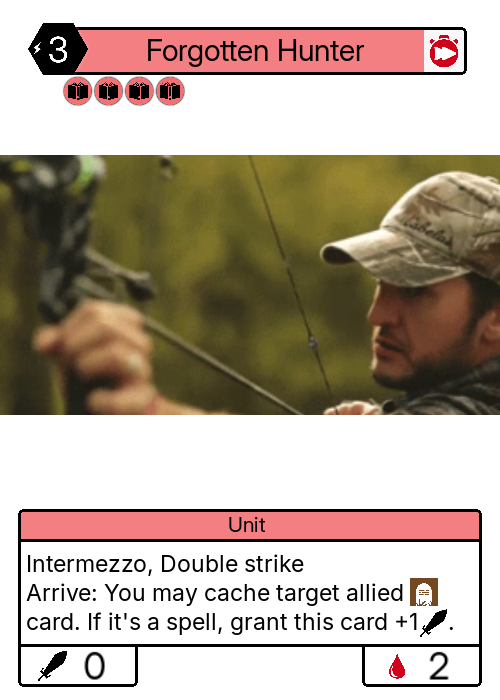 3
Forgotten Hunter
Unit
Intermezzo, Double strike
Arrive: You may cache target allied
card. If it's a spell, grant this card +1.
0
2